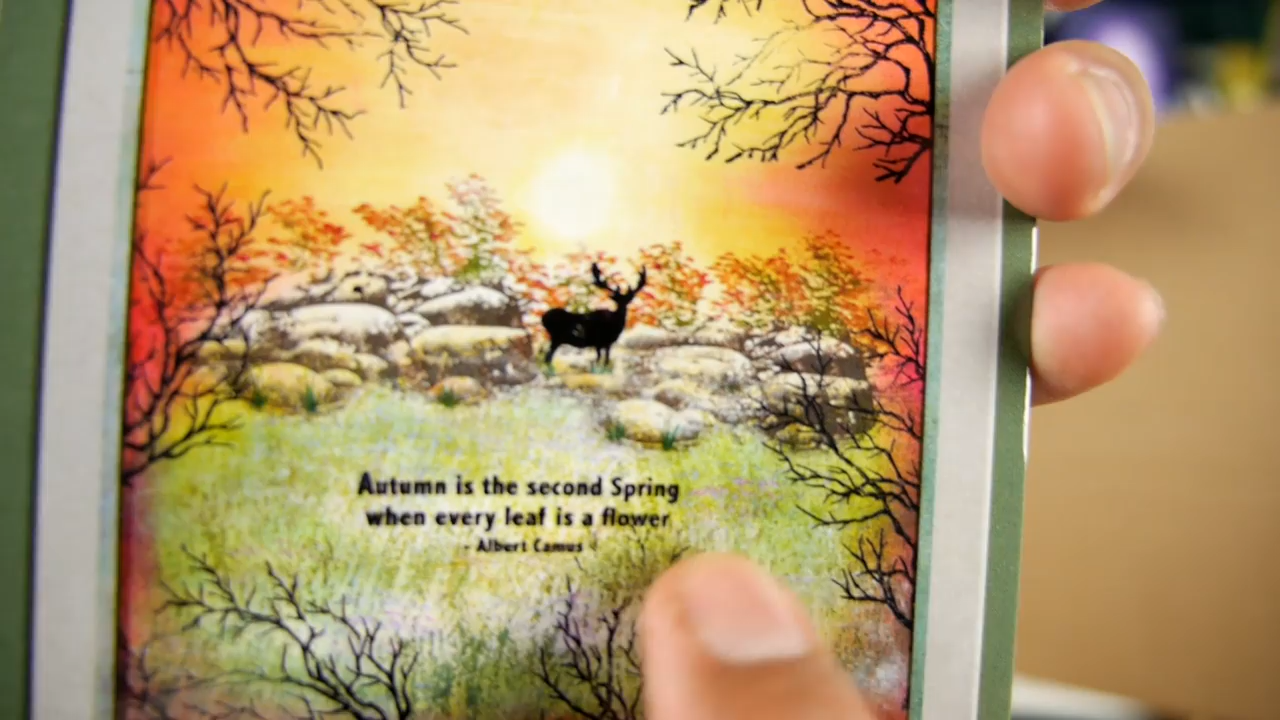 Autumn is the second Spring
when every leaf is a flower
- Albert Camus -